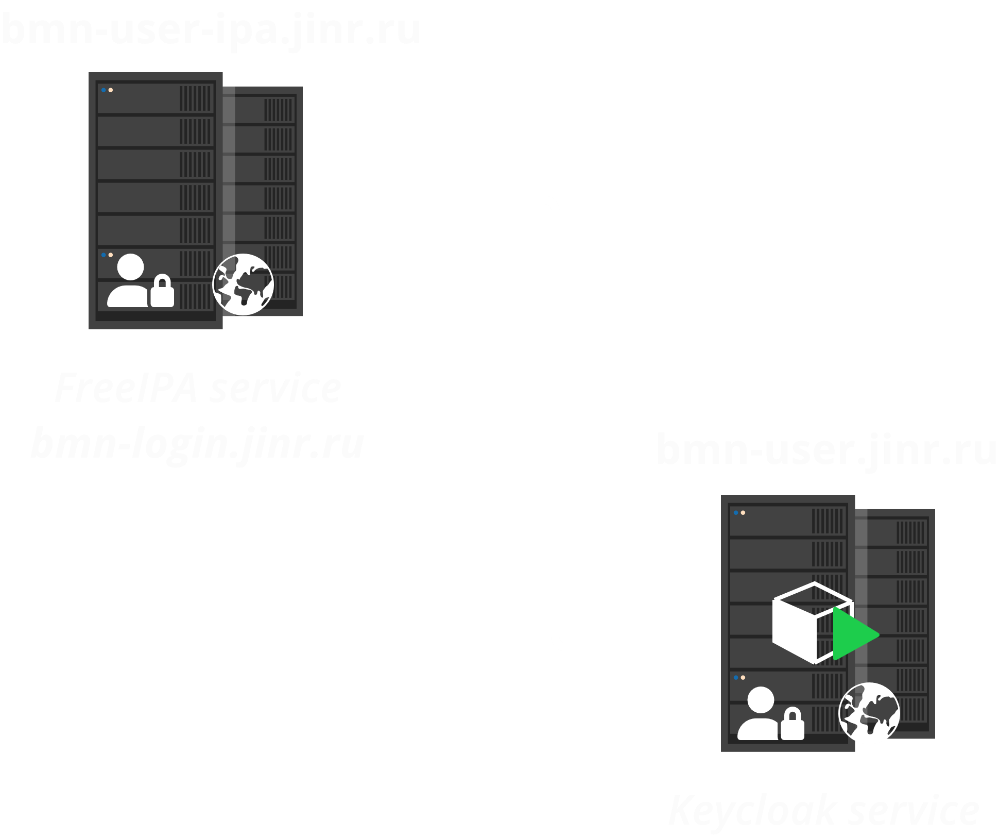 bmn-user-ipa.jinr.ru
FreeIPA service
bmn-login.jinr.ru
bmn-user.jinr.ru
Keycloak service